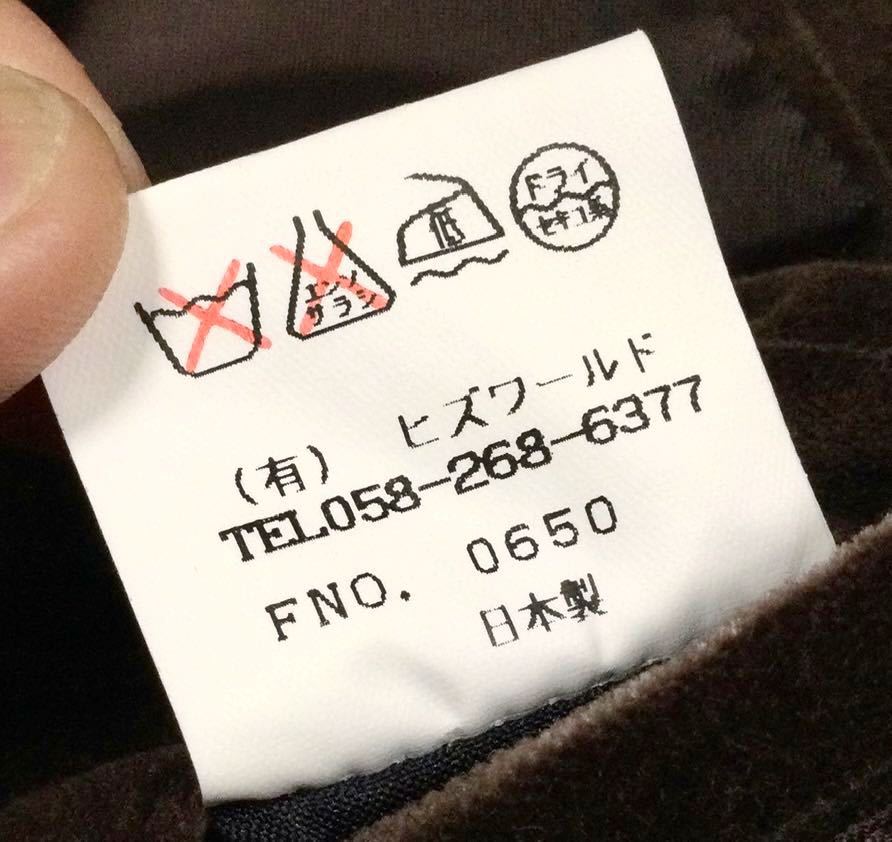 エンソ
サラシ
低
ドライ
セキユ系
(有) ヒズワールド
TEL058-268-6377
FNO. 0650
日本製